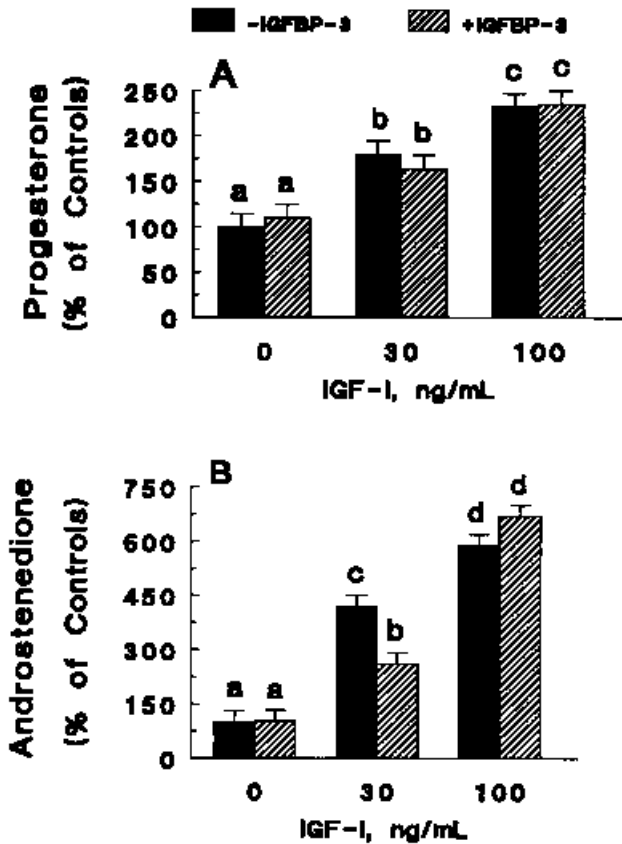 -IGFBP-3 +IGFBP-3
A
Progesterone
(% of Controls)
250
200
150
100
50
0
a a b b c c
0 30 100
IGF-I, ng/mL
B
Androstenedione
(% of Controls)
750
600
450
300
150
0
a a c b d d
0 30 100
IGF-I, ng/mL